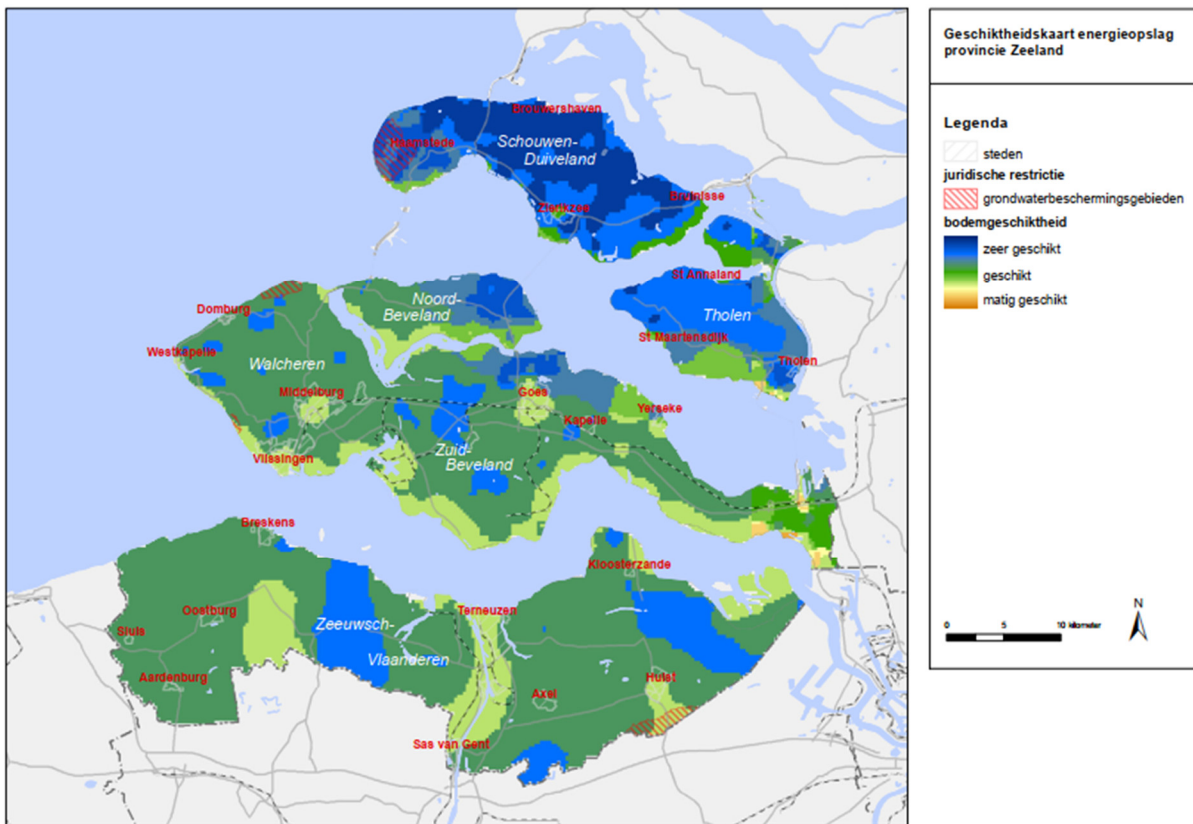 Geschiktheidskaart energieopslag
provincie Zeeland
Legenda
steden
juridische restrictie
grondwaterbeschermingsgebieden
bodemgeschiktheid
zeer geschikt
geschikt
matig geschikt
N
0 5 10 kilometer
Brouwershaven
Haamstede
Schouwen-
Duiveland
Zierikzee
Bruinisse
St Annaland
Noord-
Beveland
Tholen
Domburg
St Maartensdijk
Westkapelle
Walcheren
Tholen
Middelburg
Goes
Kapelle
Yerseke
Vlissingen
Zuid-
Beveland
Breskens
Kloosterzande
Oostburg
Terneuzen
Sluis
Zeeuwsch-
Vlaanderen
Aardenburg
Axel
Hulst
Sas van Gent